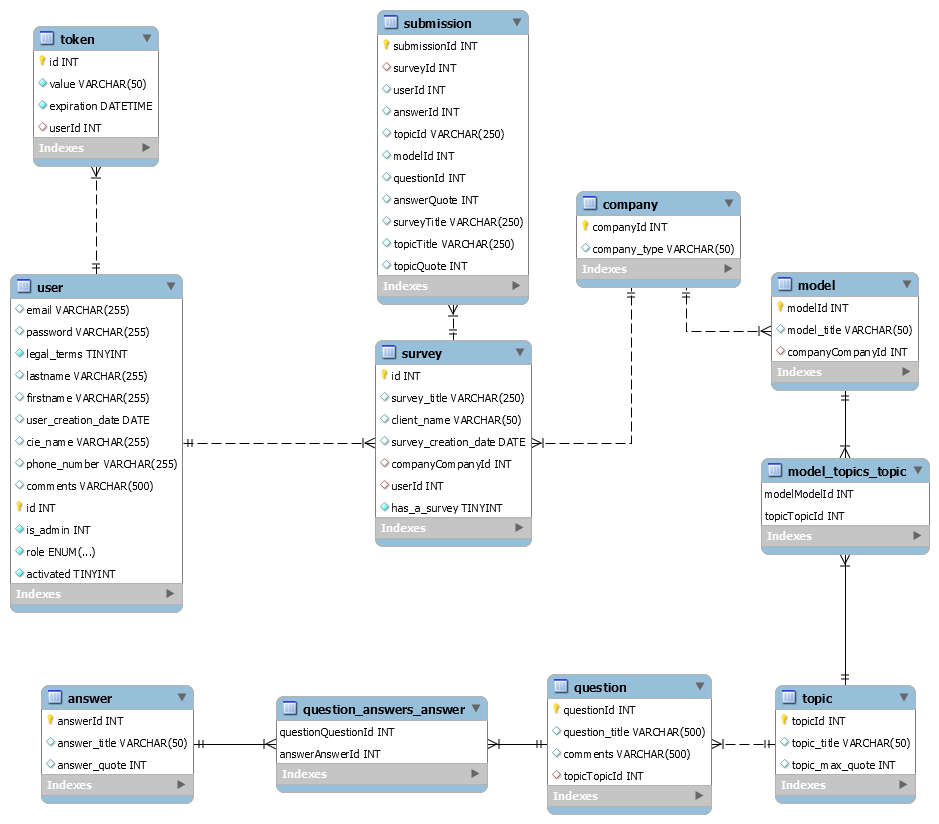 token
id INT
value VARCHAR(50)
expiration DATETIME
userId INT
Indexes
submission
submissionId INT
surveyId INT
userId INT
answerId INT
topicId VARCHAR(250)
modelId INT
questionId INT
answerQuote INT
surveyTitle VARCHAR(250)
topicTitle VARCHAR(250)
topicQuote INT
Indexes
company
companyId INT
company_type VARCHAR(50)
Indexes
user
email VARCHAR(255)
password VARCHAR(255)
legal_terms TINYINT
lastname VARCHAR(255)
firstname VARCHAR(255)
user_creation_date DATE
cie_name VARCHAR(255)
phone_number VARCHAR(255)
comments VARCHAR(500)
id INT
is_admin INT
role ENUM(...)
activated TINYINT
Indexes
survey
id INT
survey_title VARCHAR(250)
client_name VARCHAR(50)
survey_creation_date DATE
companyCompanyId INT
userId INT
has_a_survey TINYINT
Indexes
model
modelId INT
model_title VARCHAR(50)
companyCompanyId INT
Indexes
model_topics_topic
modelModelId INT
topicTopicId INT
Indexes
answer
answerId INT
answer_title VARCHAR(50)
answer_quote INT
Indexes
question_answers_answer
questionQuestionId INT
answerAnswerId INT
Indexes
question
questionId INT
question_title VARCHAR(500)
comments VARCHAR(500)
topicTopicId INT
Indexes
topic
topicId INT
topic_title VARCHAR(50)
topic_max_quote INT
Indexes